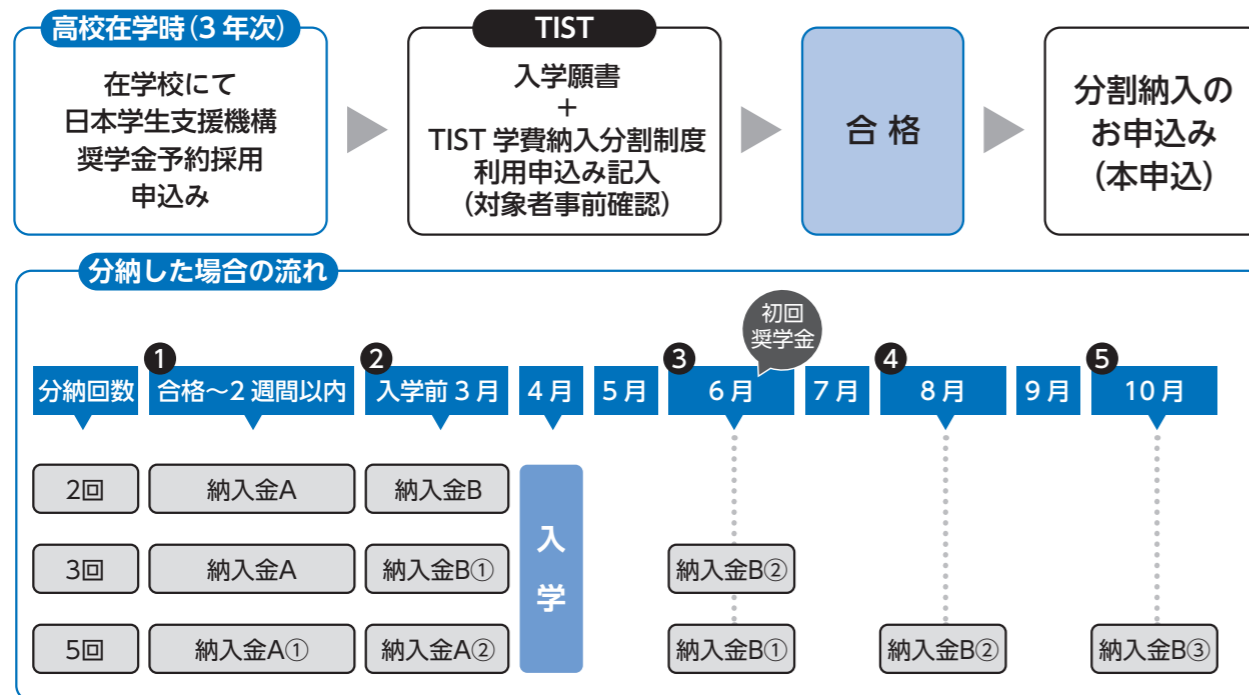 高校在学時(3年次)
在学校にて
日本学生支援機構
奨学金予約採用
申込み
TIST
入学願書
+
TIST 学費納入分割制度
利用申込み記入
(対象者事前確認)
合格
分割納入の
お申込み
(本申込)
分納した場合の流れ
初回
奨学金
❶ ❷ ❸ ❹ ❺
分納回数 合格〜2週間以内 入学前3月 4月 5月 6月 7月 8月 9月 10月
2回 納入金A 納入金B
入学
3回 納入金A 納入金B① 納入金B②
5回 納入金A① 納入金A② 納入金B① 納入金B② 納入金B③